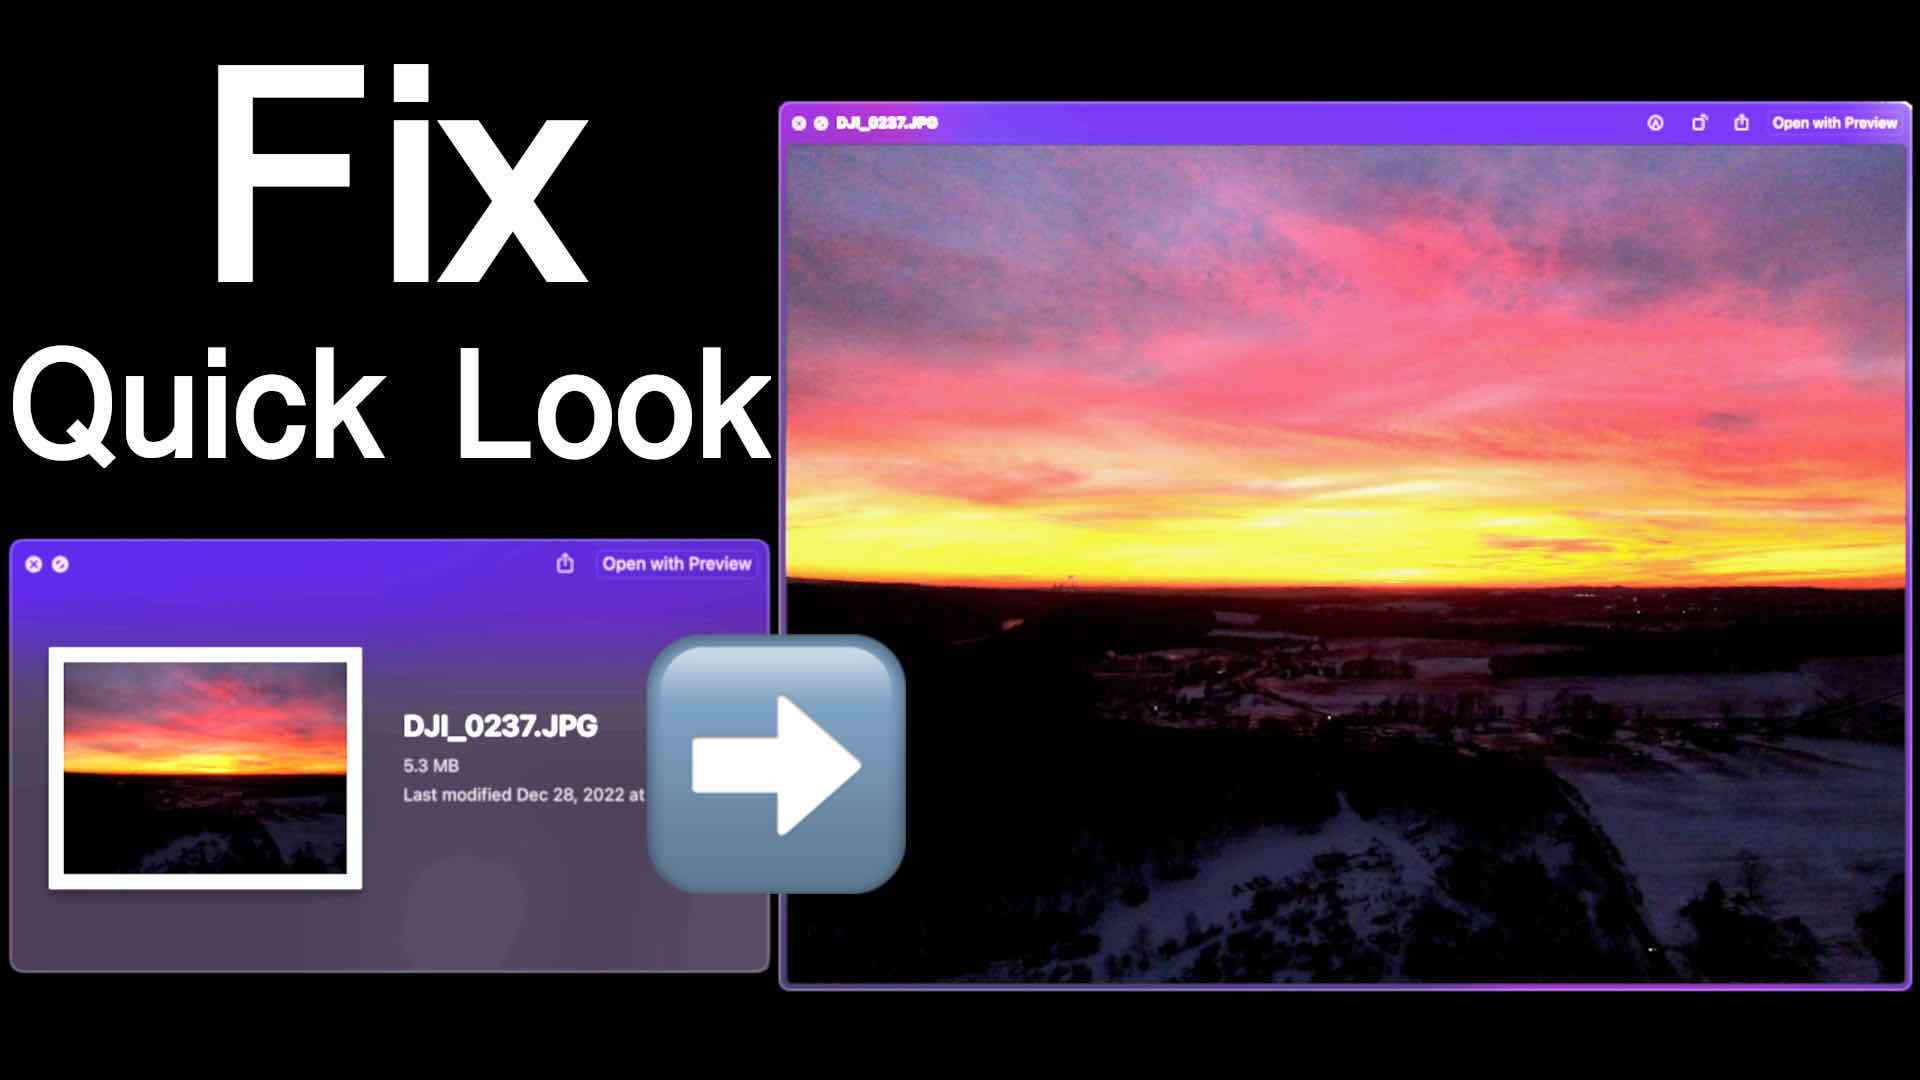 Fix
Quick Look
Open with Preview
DJI_0237.JPG
5.3 MB
Last modified Dec 28, 2022 at
DJI_0237.JPG
Open with Preview